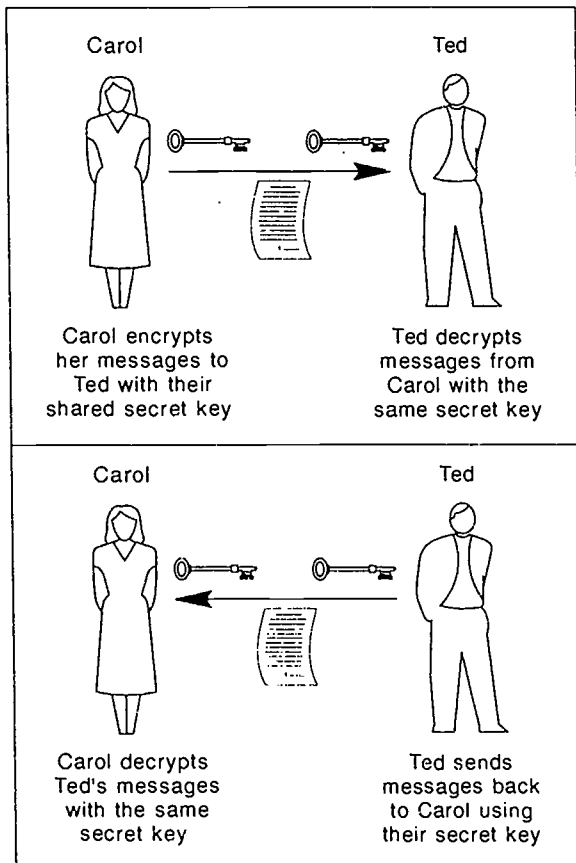 Carol
Ted
Carol encrypts
her messages to
Ted with their
shared secret key
Ted decrypts
messages from
Carol with the
same secret key
Carol
Ted
Carol decrypts
Ted's messages
with the same
secret key
Ted sends
messages back
to Carol using
their secret key